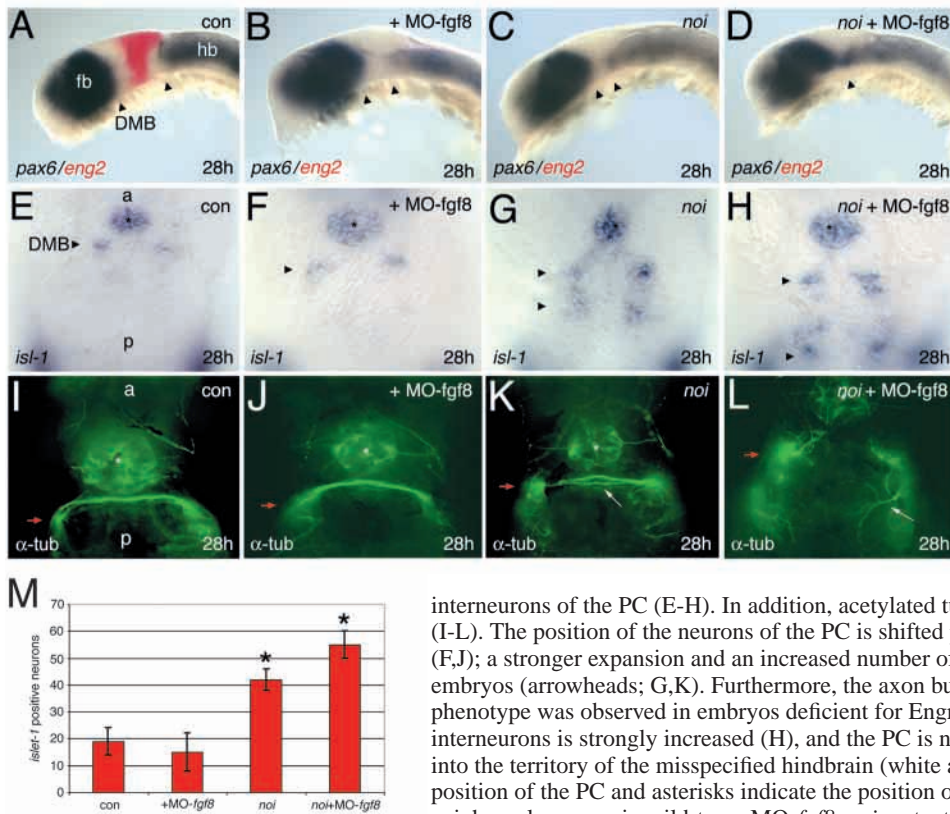 A con
fb
hb
DMB
pax6/eng2 28h
B + MO-fgf8
pax6/eng2 28h
C noi
pax6/eng2 28h
D noi + MO-fgf8
pax6/eng2 28h
E a con
DMB
p
isl-1 28h
F + MO-fgf8
isl-1 28h
G noi
isl-1 28h
H noi + MO-fgf8
isl-1 28h
I a con
α-tub p 28h
J + MO-fgf8
α-tub 28h
K noi
α-tub 28h
L noi + MO-fgf8
α-tub 28h
M
islet-1 positive neurons
70
60
50
40
30
20
10
0
* *
con +MO-fgf8 noi noi+MO-fgf8
interneurons of the PC (E-H). In addition, acetylated
(I-L). The position of the neurons of the PC is shifted
(F,J); a stronger expansion and an increased number
embryos (arrowheads; G,K). Furthermore, the axon
phenotype was observed in embryos deficient for
interneurons is strongly increased (H), and the PC is
into the territory of the misspecified hindbrain (white
position of the PC and asterisks indicate the position